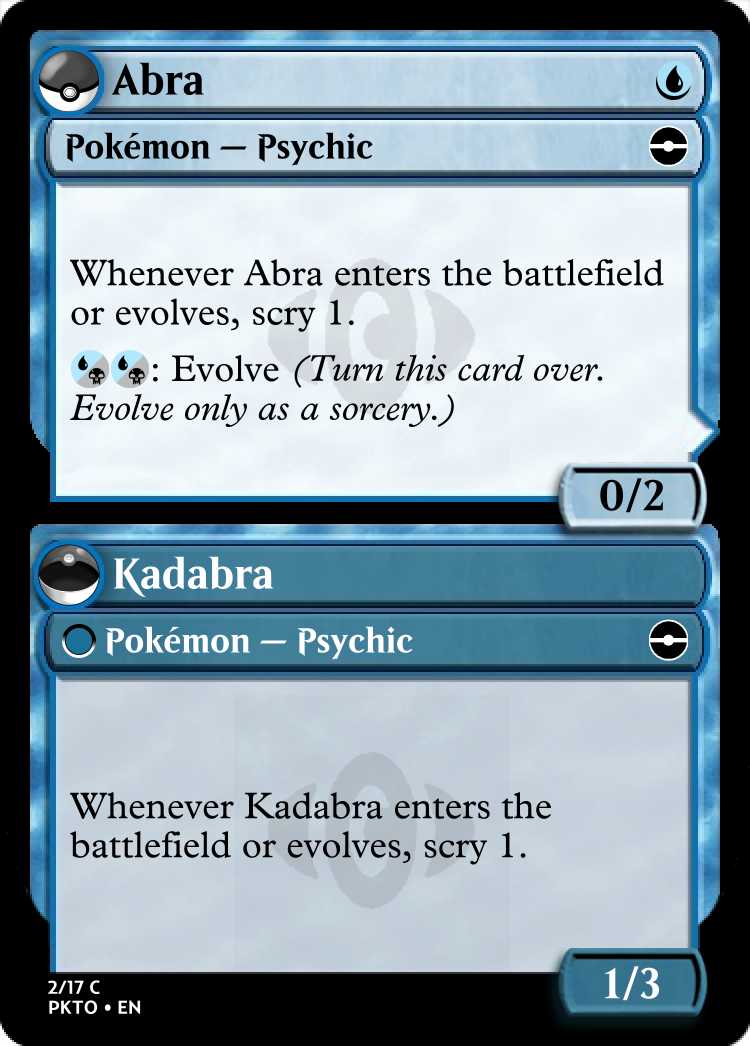 Abra
Pokémon — Psychic
Whenever Abra enters the battlefield
or evolves, scry 1.
: Evolve (Turn this card over.
Evolve only as a sorcery.)
0/2
Kadabra
Pokémon — Psychic
Whenever Kadabra enters the
battlefield or evolves, scry 1.
1/3
2/17 C
PKTO • EN